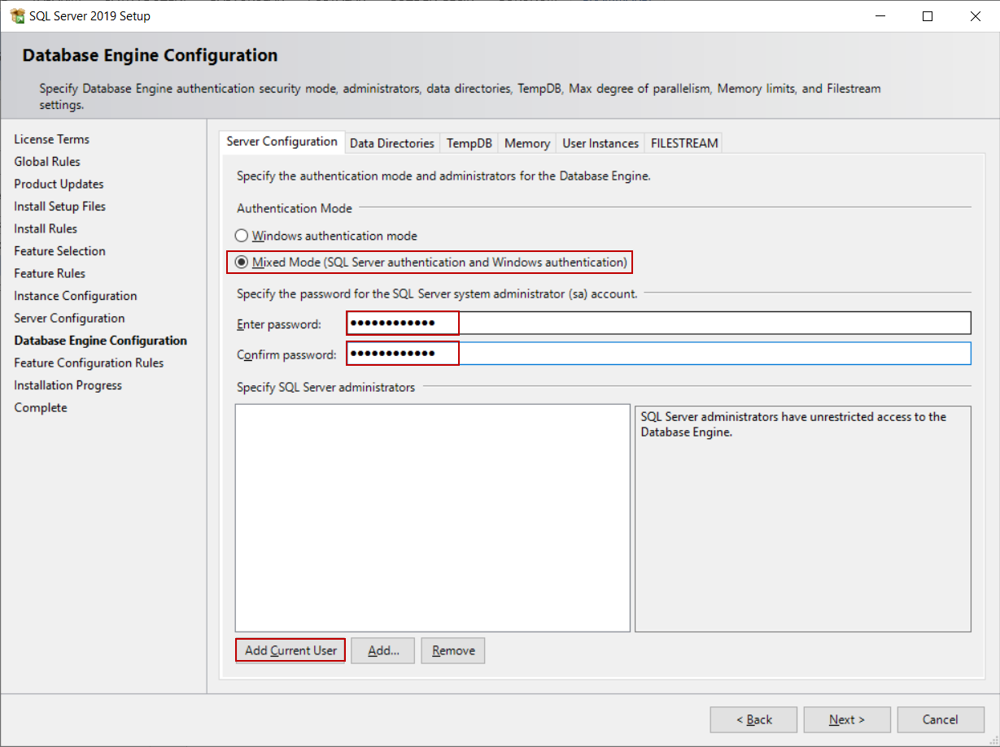 SQL Server 2019 Setup
Database Engine Configuration
Specify Database Engine authentication security mode, administrators, data directories, TempDB, Max degree of parallelism, Memory limits, and Filestream
settings.
License Terms
Global Rules
Product Updates
Install Setup Files
Install Rules
Feature Selection
Feature Rules
Instance Configuration
Server Configuration
Database Engine Configuration
Feature Configuration Rules
Installation Progress
Complete
Server Configuration Data Directories TempDB Memory User Instances FILESTREAM
Specify the authentication mode and administrators for the Database Engine.
Authentication Mode
Windows authentication mode
Mixed Mode (SQL Server authentication and Windows authentication)
Specify the password for the SQL Server system administrator (sa) account.
Enter password: ●●●●●●●●●●●●
Confirm password: ●●●●●●●●●●●●
Specify SQL Server administrators
SQL Server administrators have unrestricted access to the
Database Engine.
Add Current User Add... Remove
< Back Next > Cancel